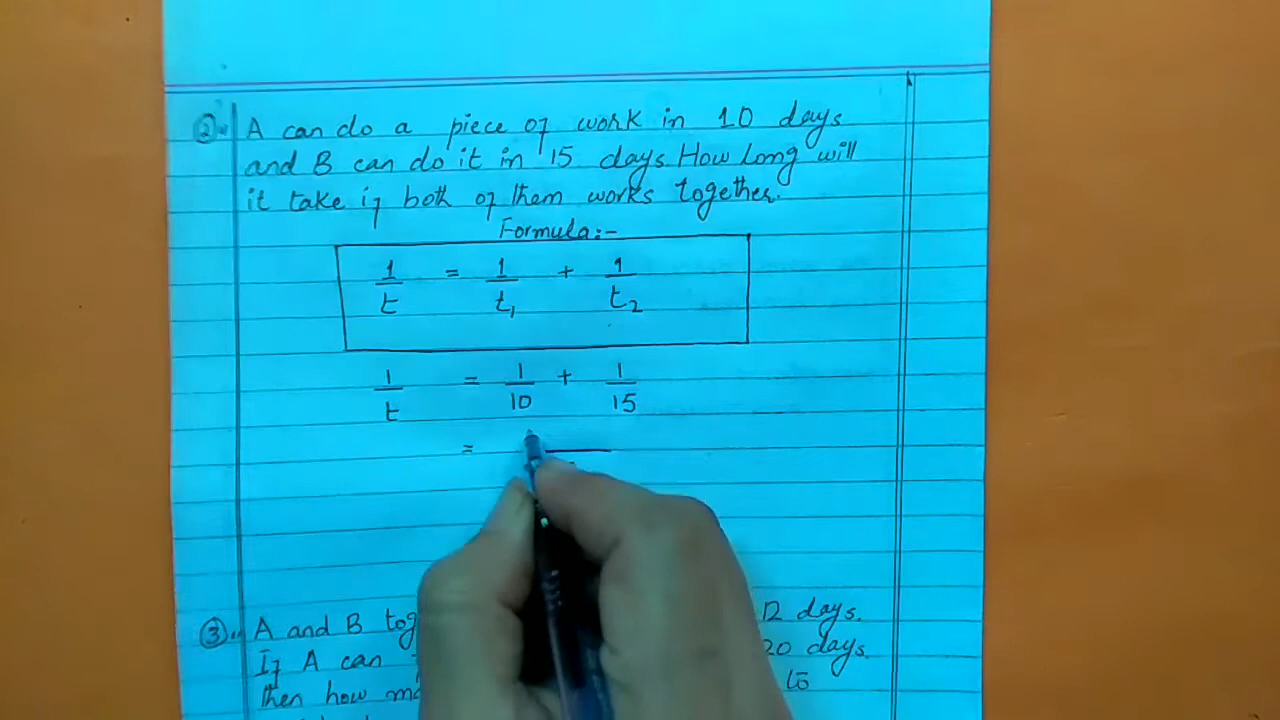 2. A can do a piece of work in 10 days
and B can do it in 15 days. How long will
it take if both of them works together.
Formula:-
1/t = 1/t₁ + 1/t₂
1/t = 1/10 + 1/15
=
3. A and B 12 days.
If A can 20 days.
then how to